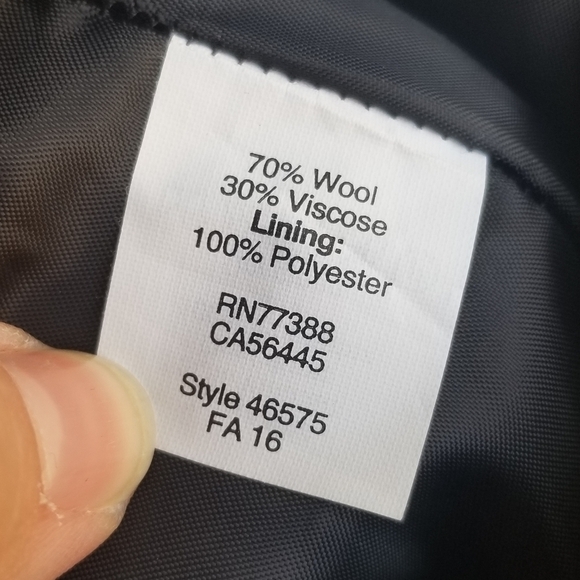 70% Wool
30% Viscose
Lining:
100% Polyester
RN77388
CA56445
Style 46575
FA 16